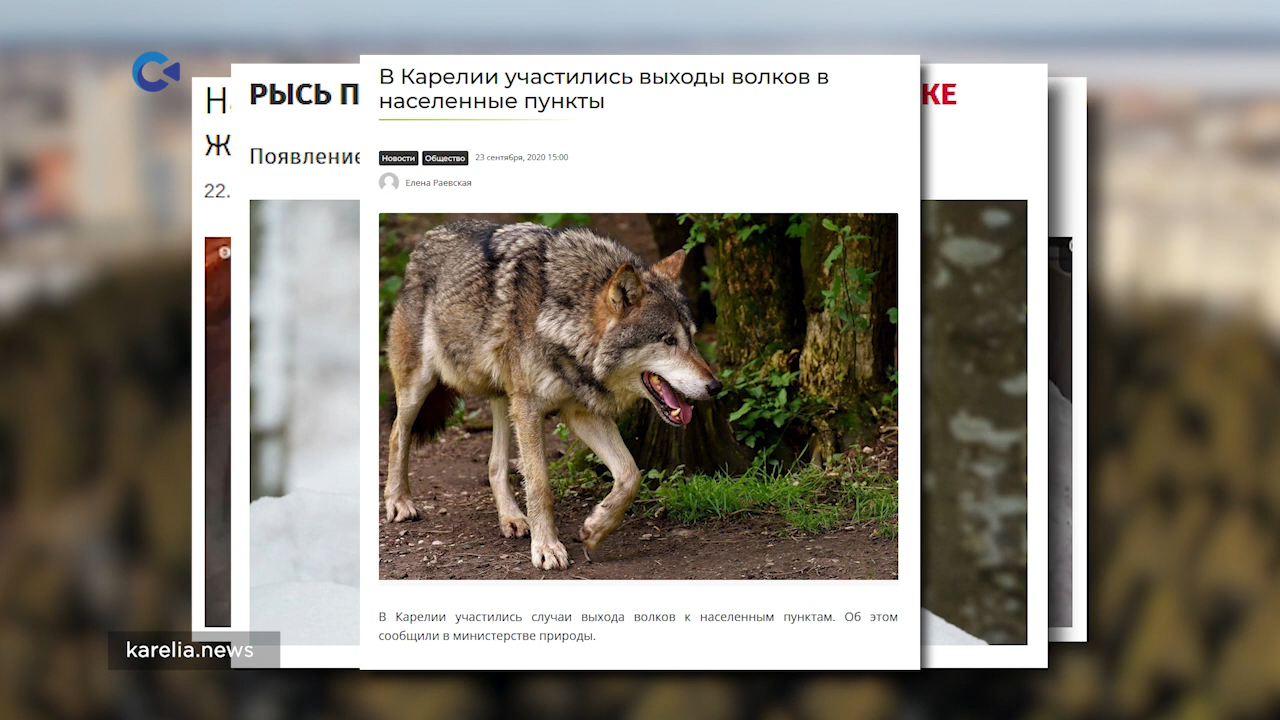 В Карелии участились выходы волков в
населенные пункты
Новости Общество 23 сентября, 2020 15:00
Елена Раевская
В Карелии участились случаи выхода волков к населенным пунктам. Об этом
сообщили в министерстве природы.
РЫСЬ П
КЕ
Появление
22.
karelia.news